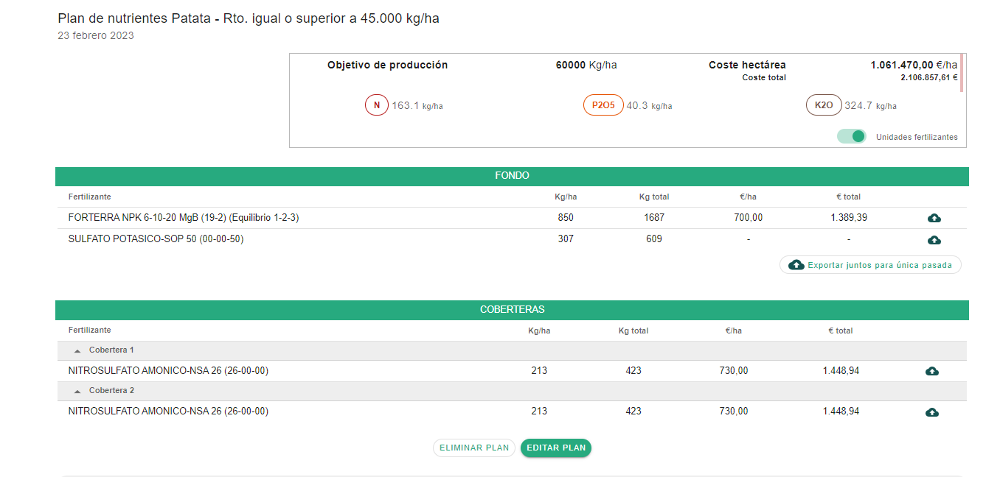 Plan de nutrientes Patata - Rto. igual o superior a 45.000 kg/ha
23 febrero 2023
Objetivo de producción 60000 Kg/ha Coste hectárea 1.061.470,00 €/ha
Coste total 2.106.857,61 €
N 163.1 kg/ha P2O5 40.3 kg/ha K2O 324.7 kg/ha
Unidades fertilizantes
FONDO
Fertilizante Kg/ha Kg total €/ha € total
FORTERRA NPK 6-10-20 MgB (19-2) (Equilibrio 1-2-3) 850 1687 700,00 1.389,39
SULFATO POTASICO-SOP 50 (00-00-50) 307 609 - -
Exportar juntos para única pasada
COBERTERAS
Fertilizante Kg/ha Kg total €/ha € total
Cobertera 1
NITROSULFATO AMONICO-NSA 26 (26-00-00) 213 423 730,00 1.448,94
Cobertera 2
NITROSULFATO AMONICO-NSA 26 (26-00-00) 213 423 730,00 1.448,94
ELIMINAR PLAN EDITAR PLAN